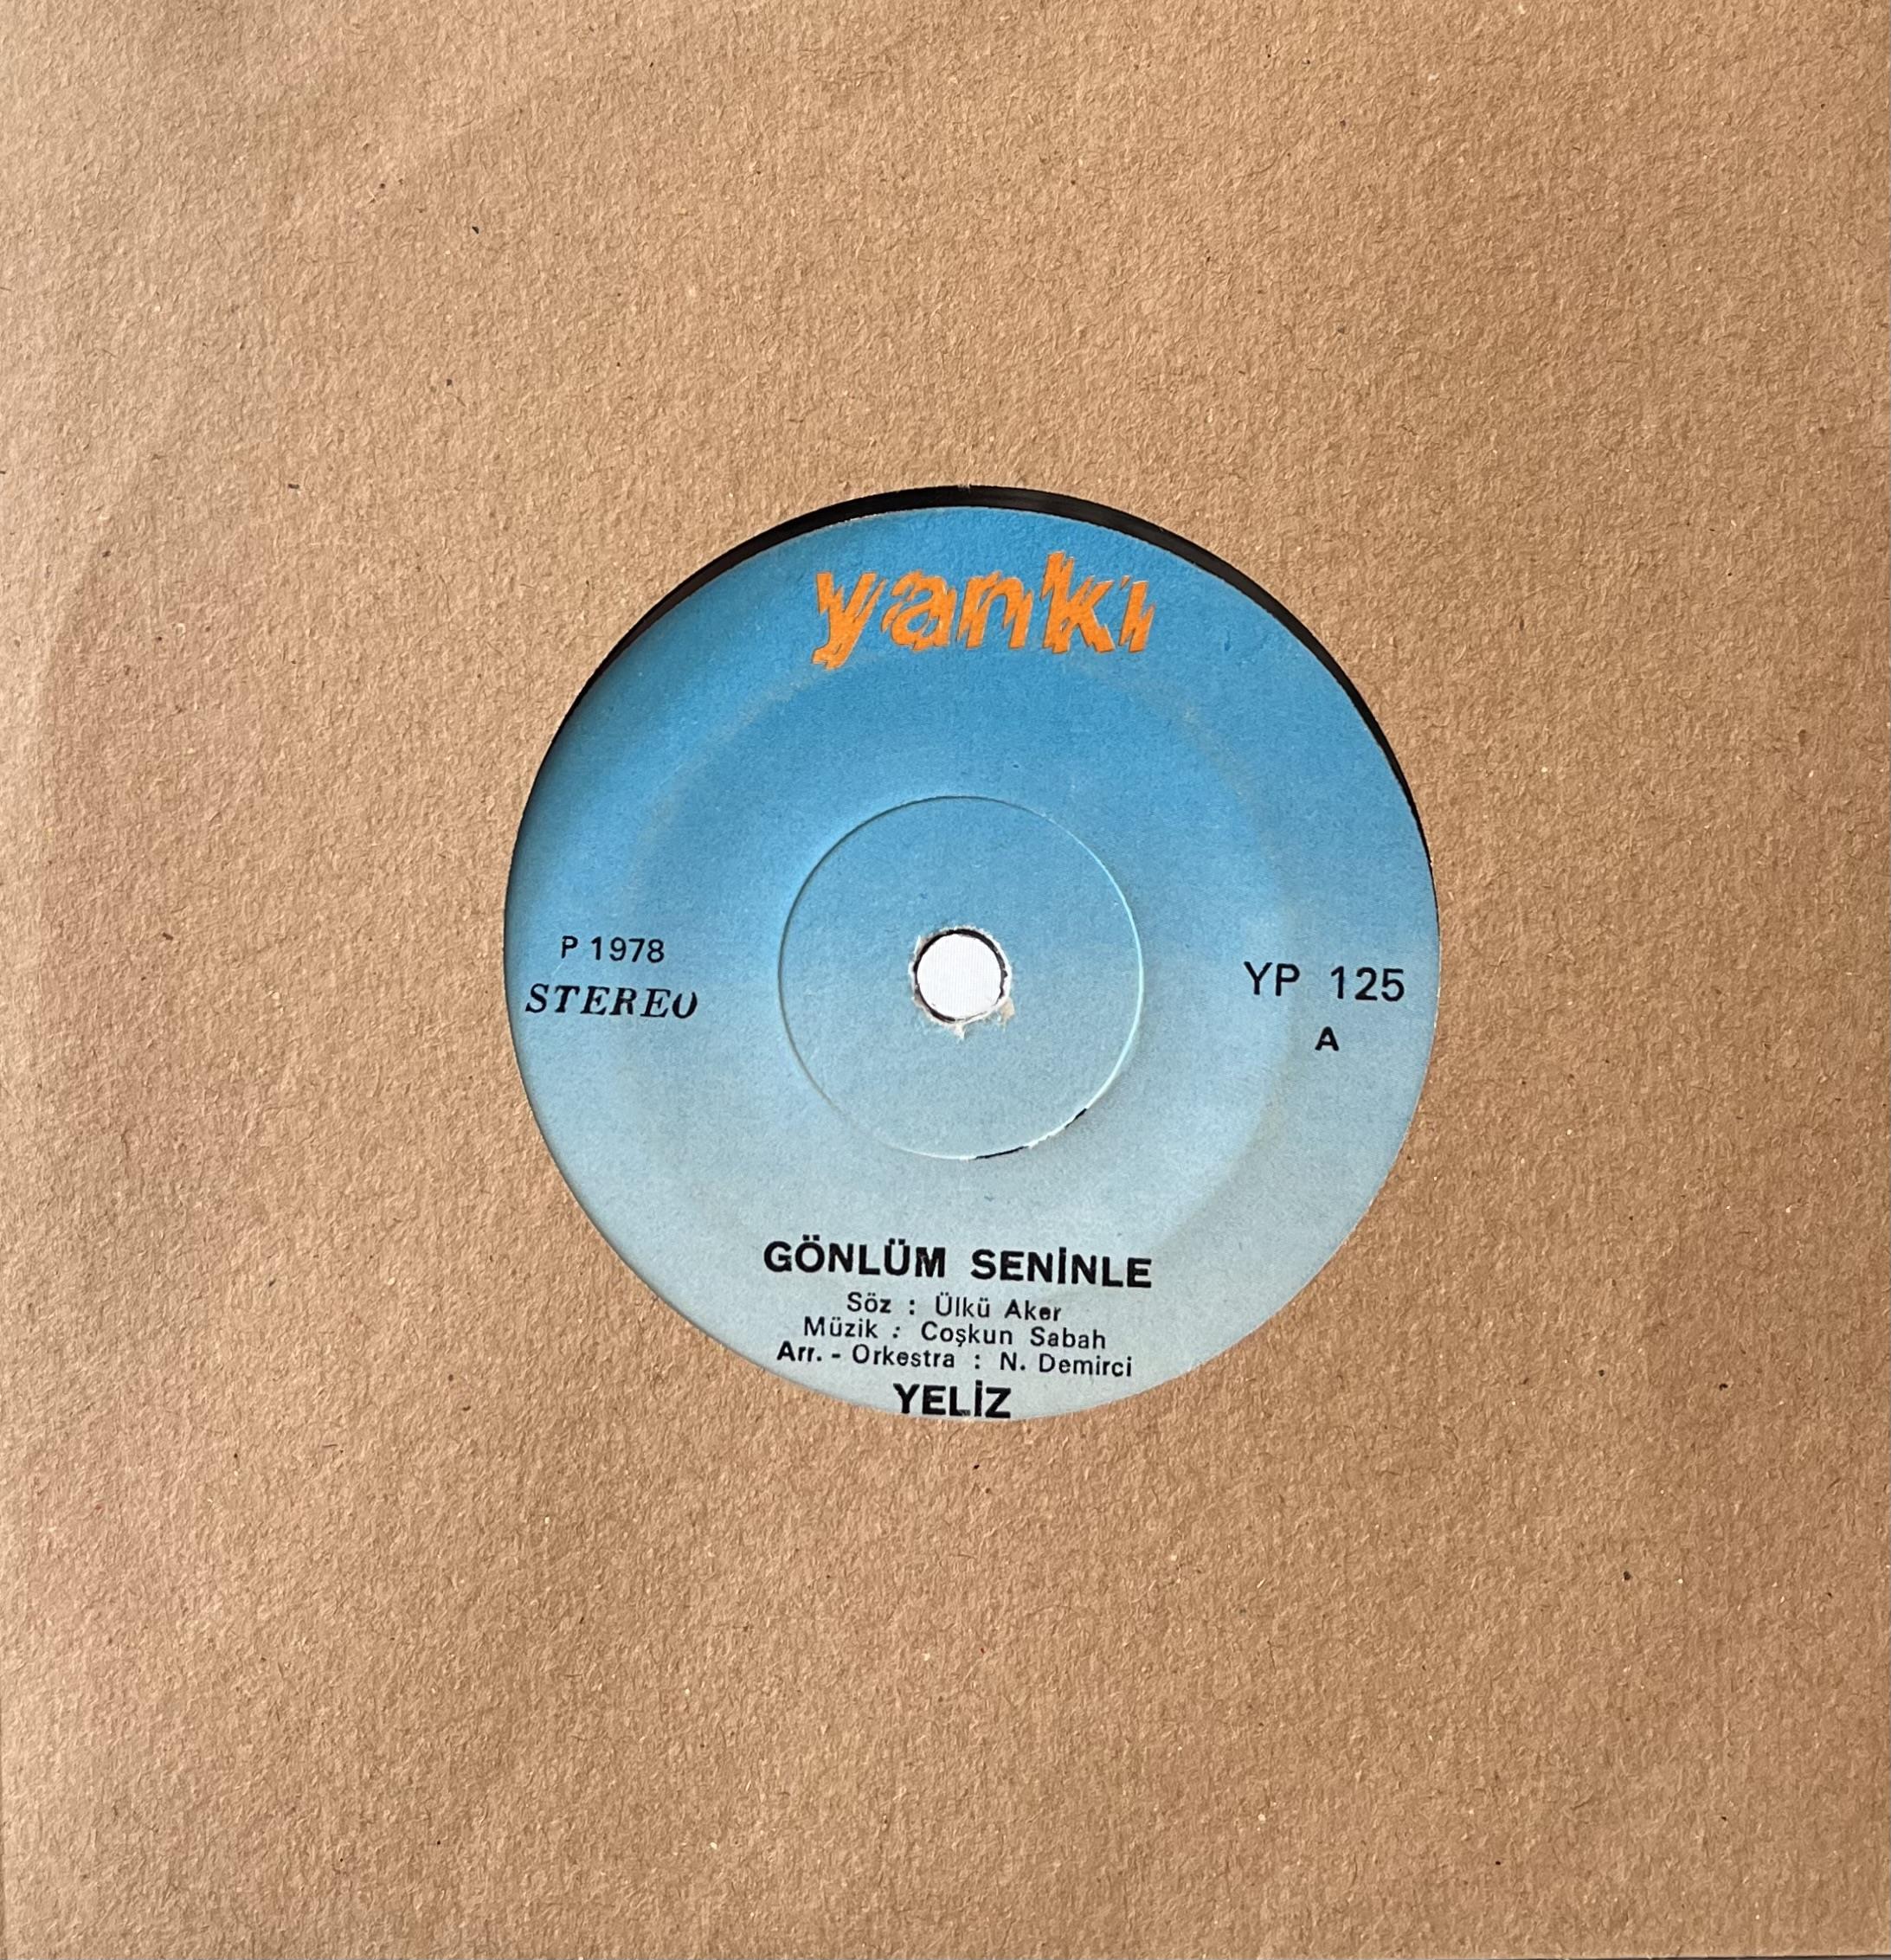 yankı
P 1978
STEREO
YP 125
A
GÖNLÜM SENİNLE
Söz : Ülkü Aker
Müzik : Coşkun Sabah
Arr. - Orkestra : N. Demirci
YELİZ